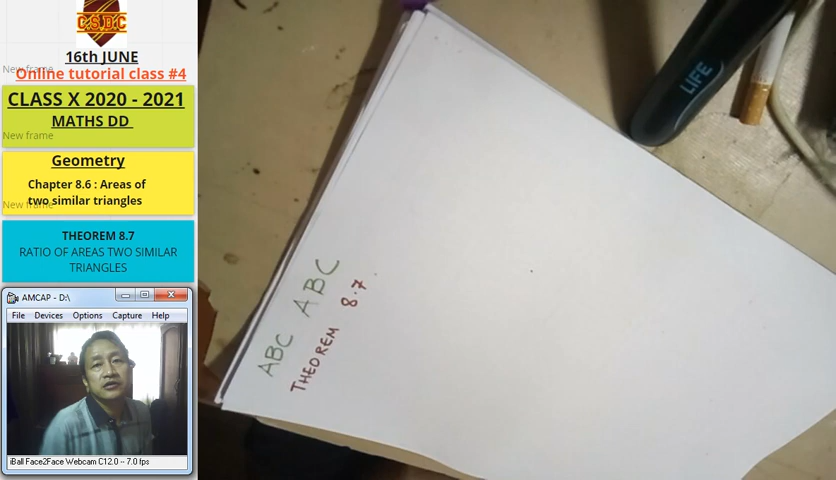 C.S.D.C
16th JUNE
New frame
Online tutorial class #4
CLASS X 2020 - 2021
MATHS DD
New frame
Geometry
Chapter 8.6 : Areas of
two similar triangles
New frame
THEOREM 8.7
RATIO OF AREAS TWO SIMILAR
TRIANGLES
AMCAP - D:\
File Devices Options Capture Help
iBall Face2Face Webcam C12.0 -- 7.0 fps
LIFE
ABC ABC
THEOREM 8.7